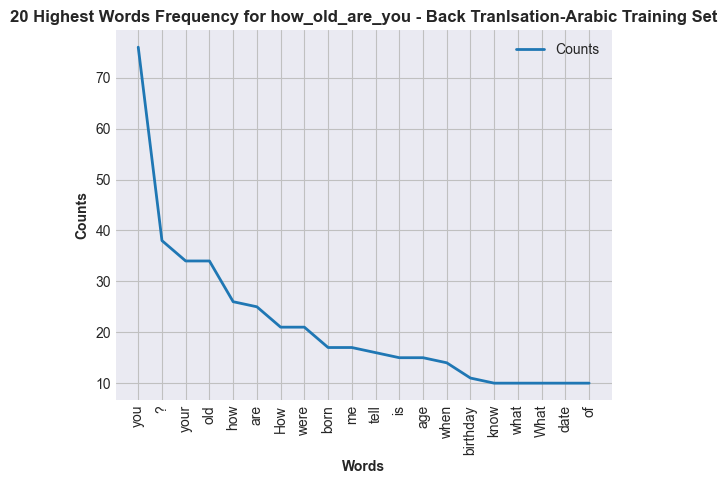 20 Highest Words Frequency for how_old_are_you - Back Tranlsation-Arabic Training Set
Counts
Counts
70
60
50
40
30
20
10
you
?
your
old
how
are
How
were
born
me
tell
is
age
when
birthday
know
what
What
date
of
Words